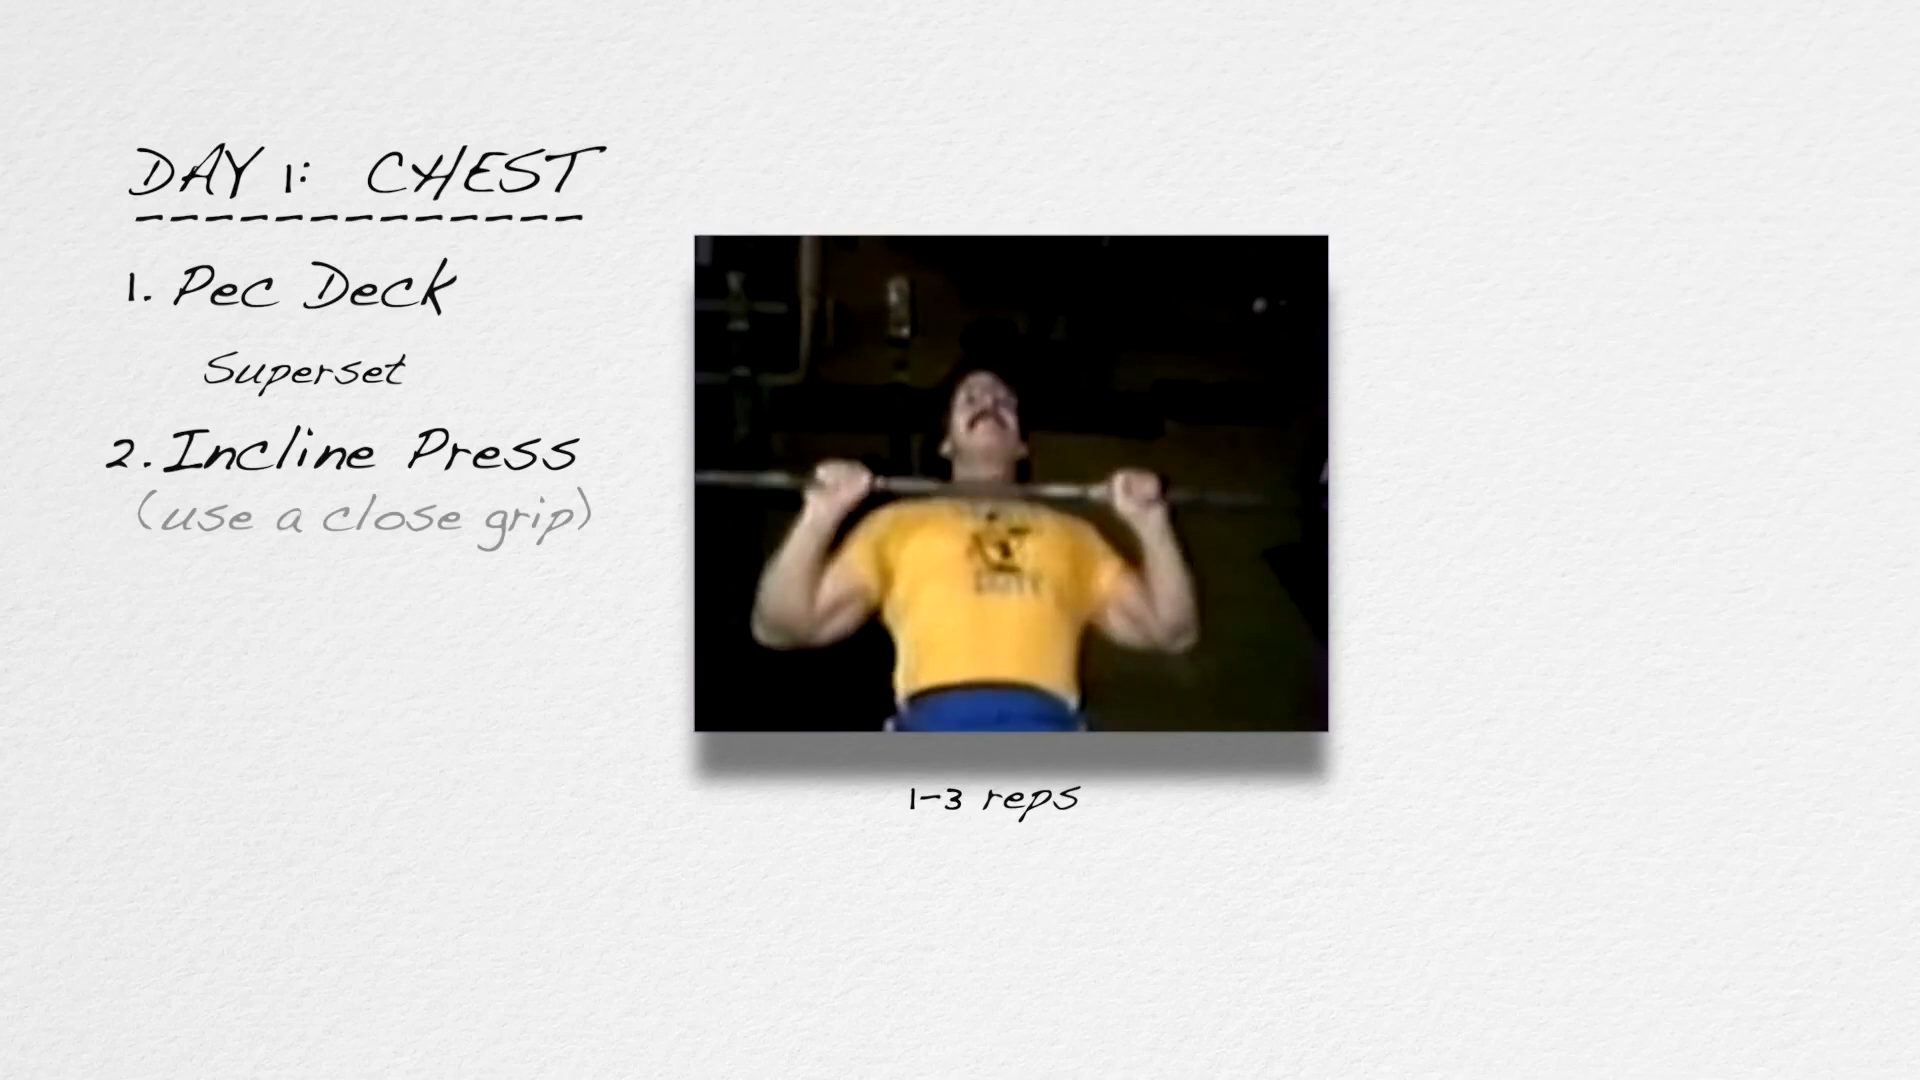 DAY 1: CHEST
1. Pec Deck
Superset
2. Incline Press
(use a close grip)
1-3 reps